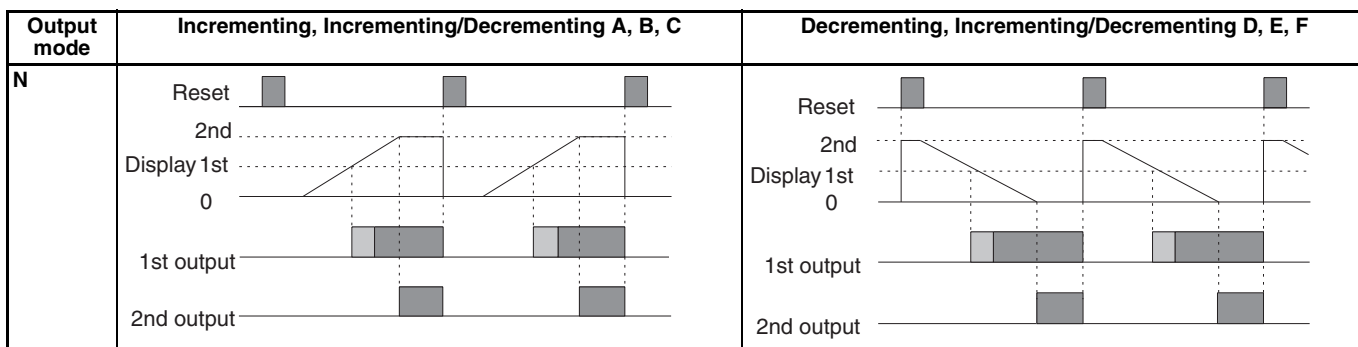 Output mode
Incrementing, Incrementing/Decrementing A, B, C
Decrementing, Incrementing/Decrementing D, E, F
N
Reset
2nd
Display 1st
0
1st output
2nd output
Reset
2nd
Display 1st
0
1st output
2nd output